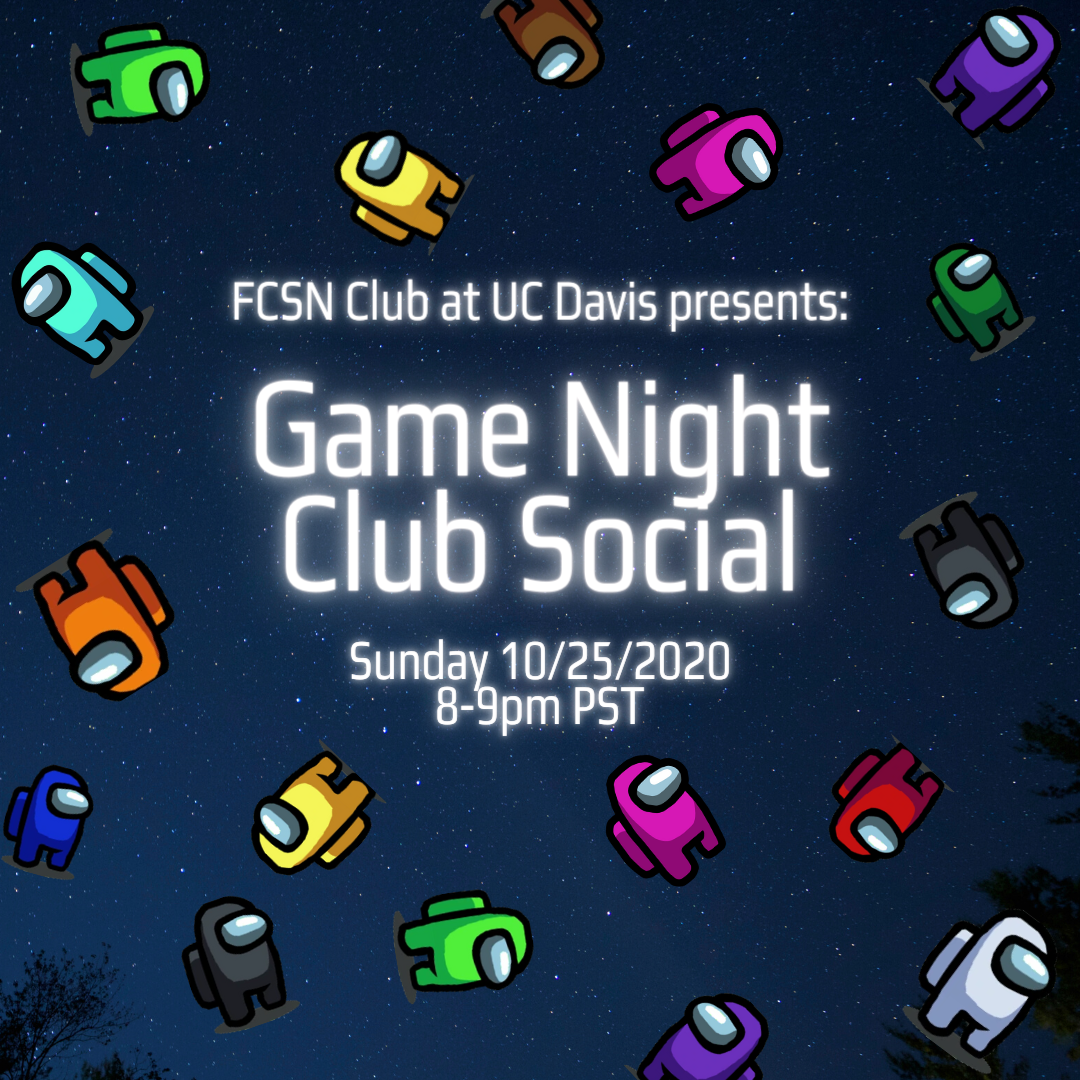 FCSN Club at UC Davis presents:
Game Night
Club Social
Sunday 10/25/2020
8-9pm PST